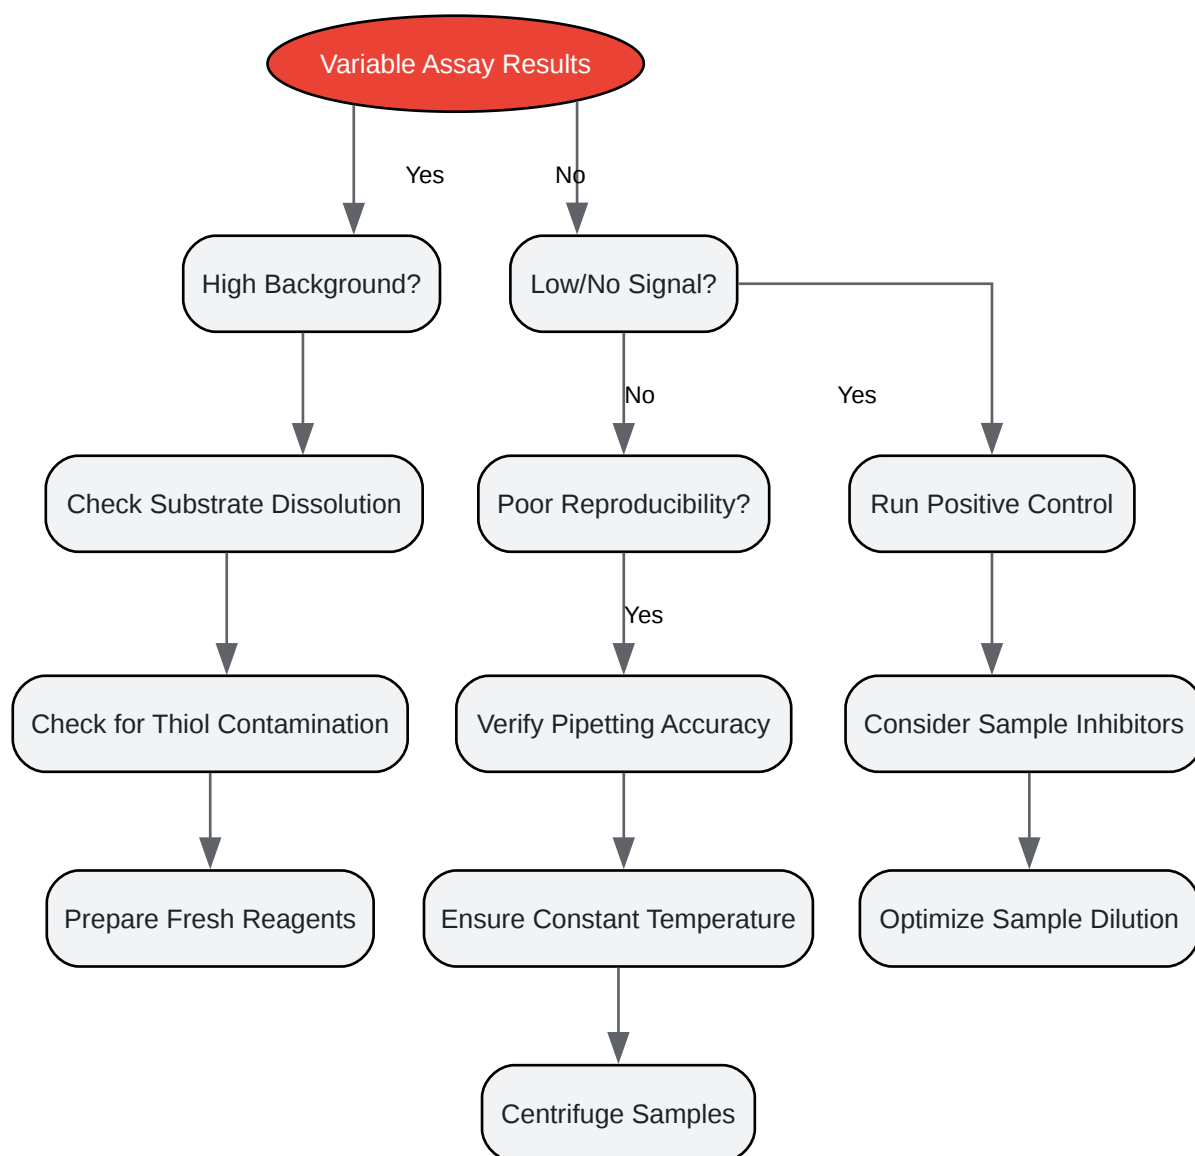 Variable Assay Results
Yes
No
High Background?
Low/No Signal?
No
Yes
Check Substrate Dissolution
Poor Reproducibility?
Run Positive Control
Yes
Check for Thiol Contamination
Verify Pipetting Accuracy
Consider Sample Inhibitors
Prepare Fresh Reagents
Ensure Constant Temperature
Optimize Sample Dilution
Centrifuge Samples